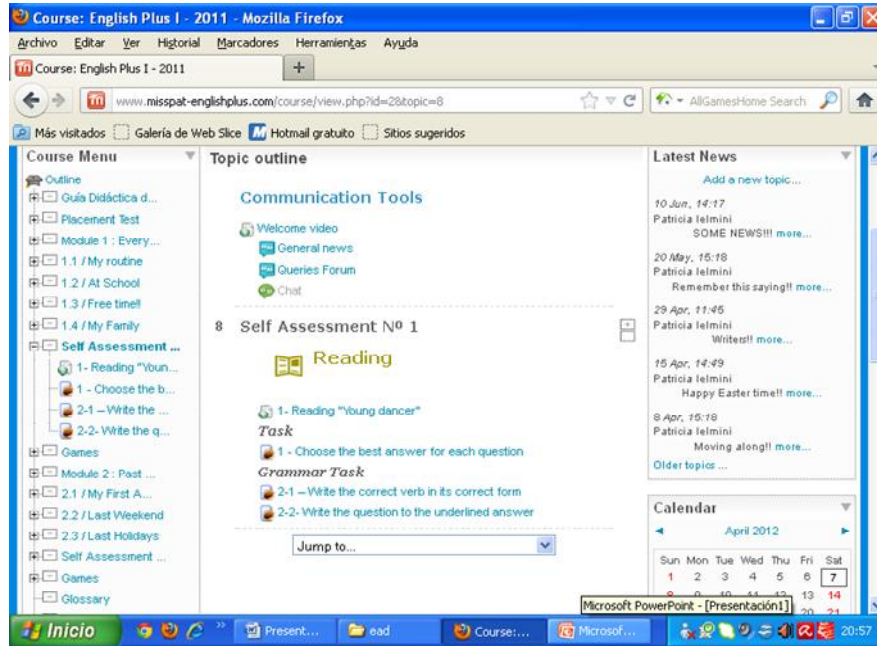 Course: English Plus I - 2011 - Mozilla Firefox
Archivo Editar Ver Historial Marcadores Herramientas Ayuda
Course: English Plus I - 2011
www.misspat-englishplus.com/course/view.php?id=2&topic=8
AllGamesHome Search
Más visitados Galería de Web Slice Hotmail gratuito Sitios sugeridos
Course Menu
Outline
Guía Didáctica d...
Placement Test
Module 1 : Every...
1.1 / My routine
1.2 / At School
1.3 / Free time!!
1.4 / My Family
Self Assessment ...
1- Reading "Youn...
1 - Choose the b...
2-1 – Write the ...
2-2- Write the q...
Games
Module 2 : Past ...
2.1 / My First A...
2.2 / Last Weekend
2.3 / Last Holidays
Self Assessment ...
Games
Glossary
Topic outline
Communication Tools
Welcome video
General news
Queries Forum
Chat
8 Self Assessment Nº 1
Reading
1- Reading "Young dancer"
Task
1 - Choose the best answer for each question
Grammar Task
2-1 – Write the correct verb in its correct form
2-2- Write the question to the underlined answer
Jump to...
Latest News
Add a new topic...
10 Jun, 14:17
Patricia Ielmini
SOME NEWS!!! more...
20 May, 15:18
Patricia Ielmini
Remember this saying!! more...
29 Apr, 11:45
Patricia Ielmini
Writers!! more...
15 Apr, 14:49
Patricia Ielmini
Happy Easter time!! more...
8 Apr, 15:18
Patricia Ielmini
Moving along!! more...
Older topics ...
Calendar
April 2012
Sun Mon Tue Wed Thu Fri Sat
1 2 3 4 5 6 7
8 9 10 11 12 13 14
20 21
Microsoft PowerPoint - [Presentación1]
Inicio
Present...
ead
Course:...
Microsof...
20:57